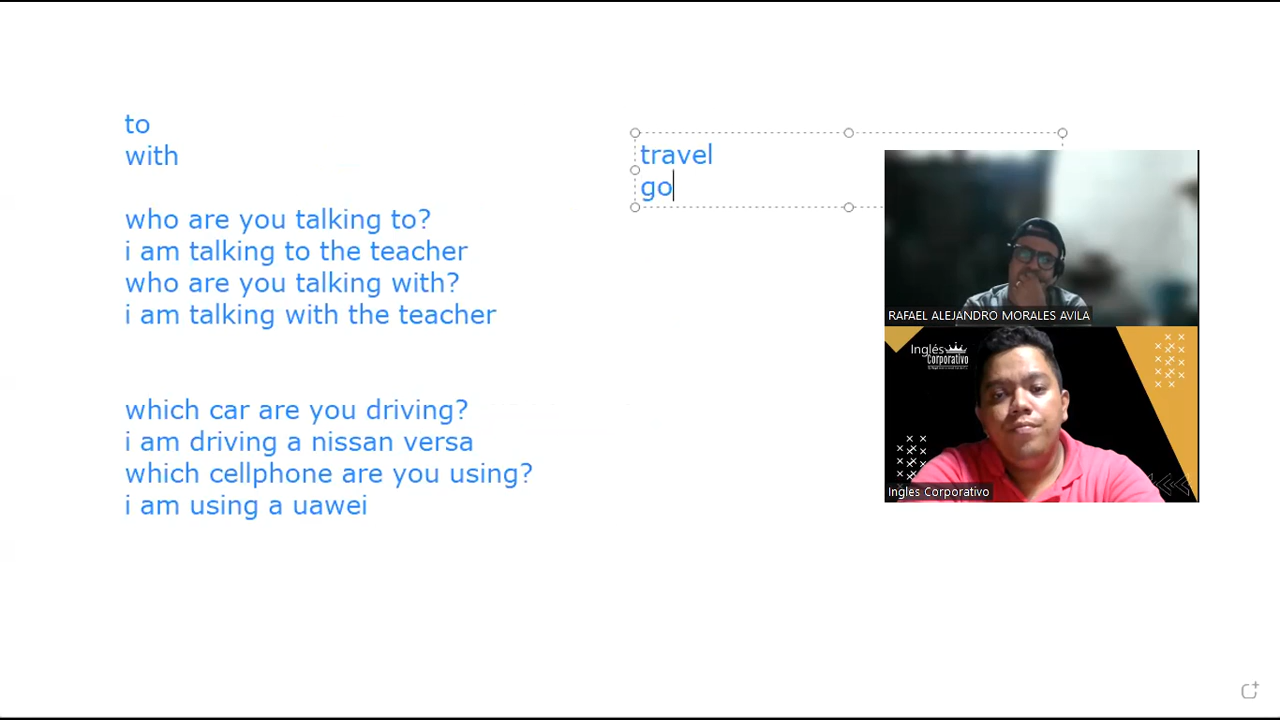 to
with
who are you talking to?
i am talking to the teacher
who are you talking with?
i am talking with the teacher
which car are you driving?
i am driving a nissan versa
which cellphone are you using?
i am using a uawei
travel
go
RAFAEL ALEJANDRO MORALES AVILA
Inglés
Corporativo
Ingles Corporativo